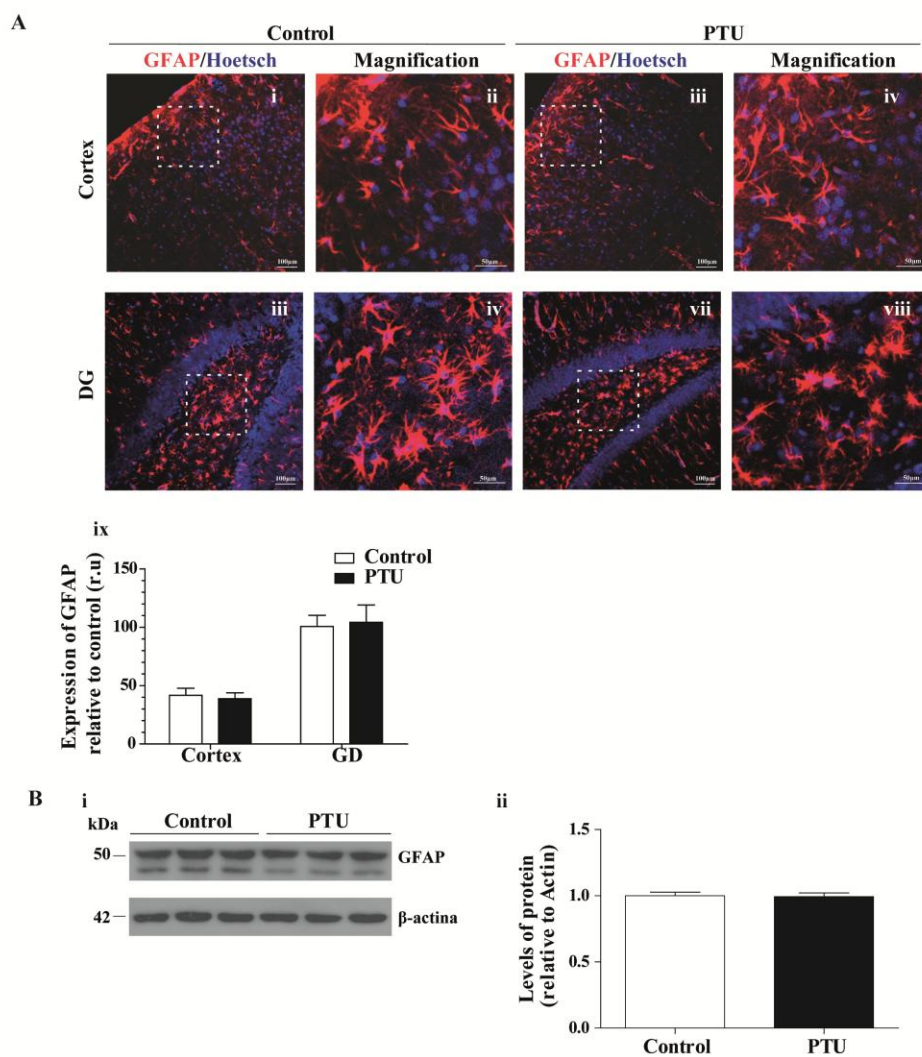 A
Control PTU
GFAP/Hoetsch Magnification GFAP/Hoetsch Magnification
Cortex
i ii iii iv
100µm 50µm 100µm 50µm
DG
iii iv vii viii
100µm 50µm 100µm 50µm
ix
Expression of GFAP
relative to control (r.u)
150
100
50
0
Control
PTU
Cortex GD
B i
kDa Control PTU
50 GFAP
42 β-actina
ii
Levels of protein
(relative to Actin)
1.5
1.0
0.5
0.0
Control PTU